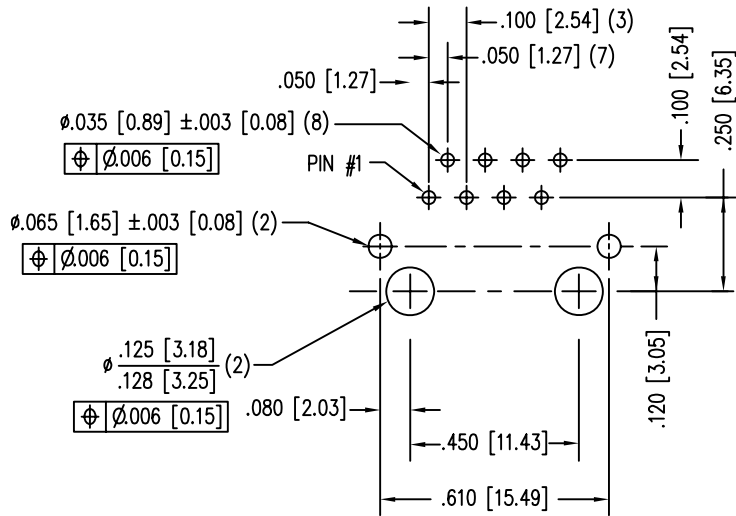 .100 [2.54] (3)
.050 [1.27] (7)
.050 [1.27]
.100 [2.54]
.250 [6.35]
ø.035 [0.89] ±.003 [0.08] (8)
⌖ Ø.006 [0.15]
PIN #1
ø.065 [1.65] ±.003 [0.08] (2)
⌖ Ø.006 [0.15]
ø .125 [3.18]
.128 [3.25] (2)
⌖ Ø.006 [0.15]
.080 [2.03]
.120 [3.05]
.450 [11.43]
.610 [15.49]